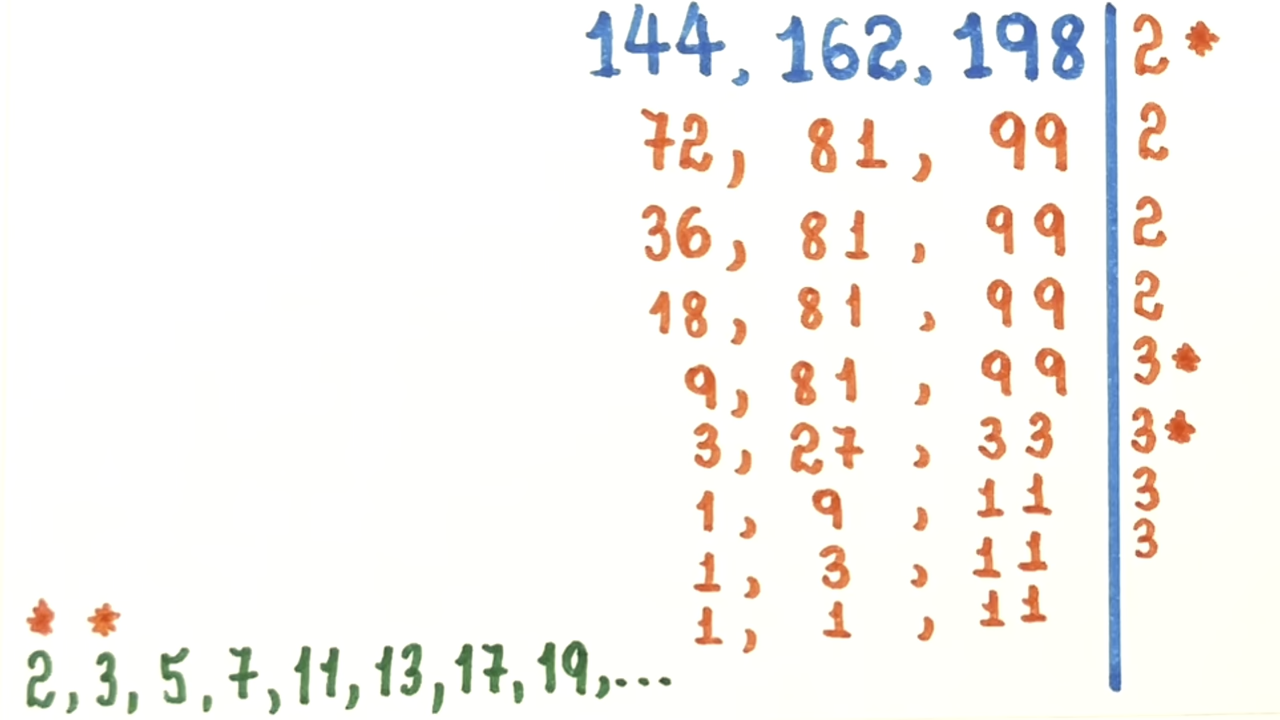 144, 162, 198 | 2 *
72, 81, 99 | 2
36, 81, 99 | 2
18, 81, 99 | 2
9, 81, 99 | 3 *
3, 27, 33 | 3 *
1, 9, 11 | 3
1, 3, 11 | 3
1, 1, 11
* *
2, 3, 5, 7, 11, 13, 17, 19, ...